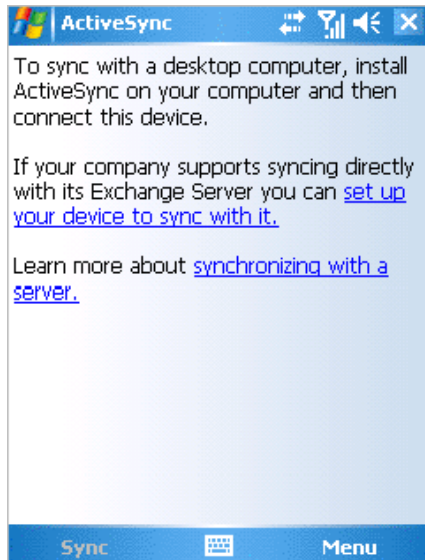 ActiveSync
To sync with a desktop computer, install
ActiveSync on your computer and then
connect this device.
If your company supports syncing directly
with its Exchange Server you can set up
your device to sync with it.
Learn more about synchronizing with a
server.
Sync Menu